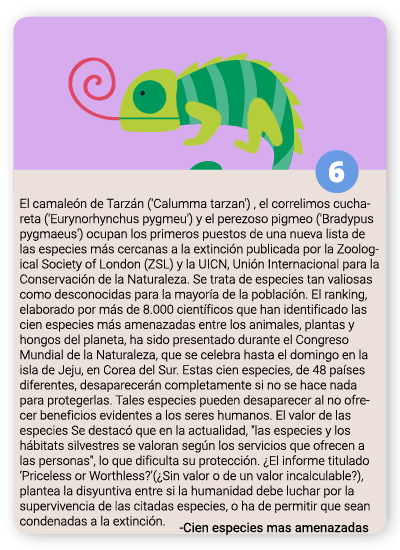 6
El camaleón de Tarzán ('Calumma tarzan') , el correlimos cucha-
reta ('Eurynorhynchus pygmeu') y el perezoso pigmeo ('Bradypus
pygmaeus') ocupan los primeros puestos de una nueva lista de
las especies más cercanas a la extinción publicada por la Zoolog-
ical Society of London (ZSL) y la UICN, Unión Internacional para la
Conservación de la Naturaleza. Se trata de especies tan valiosas
como desconocidas para la mayoría de la población. El ranking,
elaborado por más de 8.000 científicos que han identificado las
cien especies más amenazadas entre los animales, plantas y
hongos del planeta, ha sido presentado durante el Congreso
Mundial de la Naturaleza, que se celebra hasta el domingo en la
isla de Jeju, en Corea del Sur. Estas cien especies, de 48 países
diferentes, desaparecerán completamente si no se hace nada
para protegerlas. Tales especies pueden desaparecer al no ofre-
cer beneficios evidentes a los seres humanos. El valor de las
especies Se destacó que en la actualidad, "las especies y los
hábitats silvestres se valoran según los servicios que ofrecen a
las personas", lo que dificulta su protección. ¿El informe titulado
'Priceless or Worthless?'(¿Sin valor o de un valor incalculable?),
plantea la disyuntiva entre si la humanidad debe luchar por la
supervivencia de las citadas especies, o ha de permitir que sean
condenadas a la extinción.
-Cien especies mas amenazadas